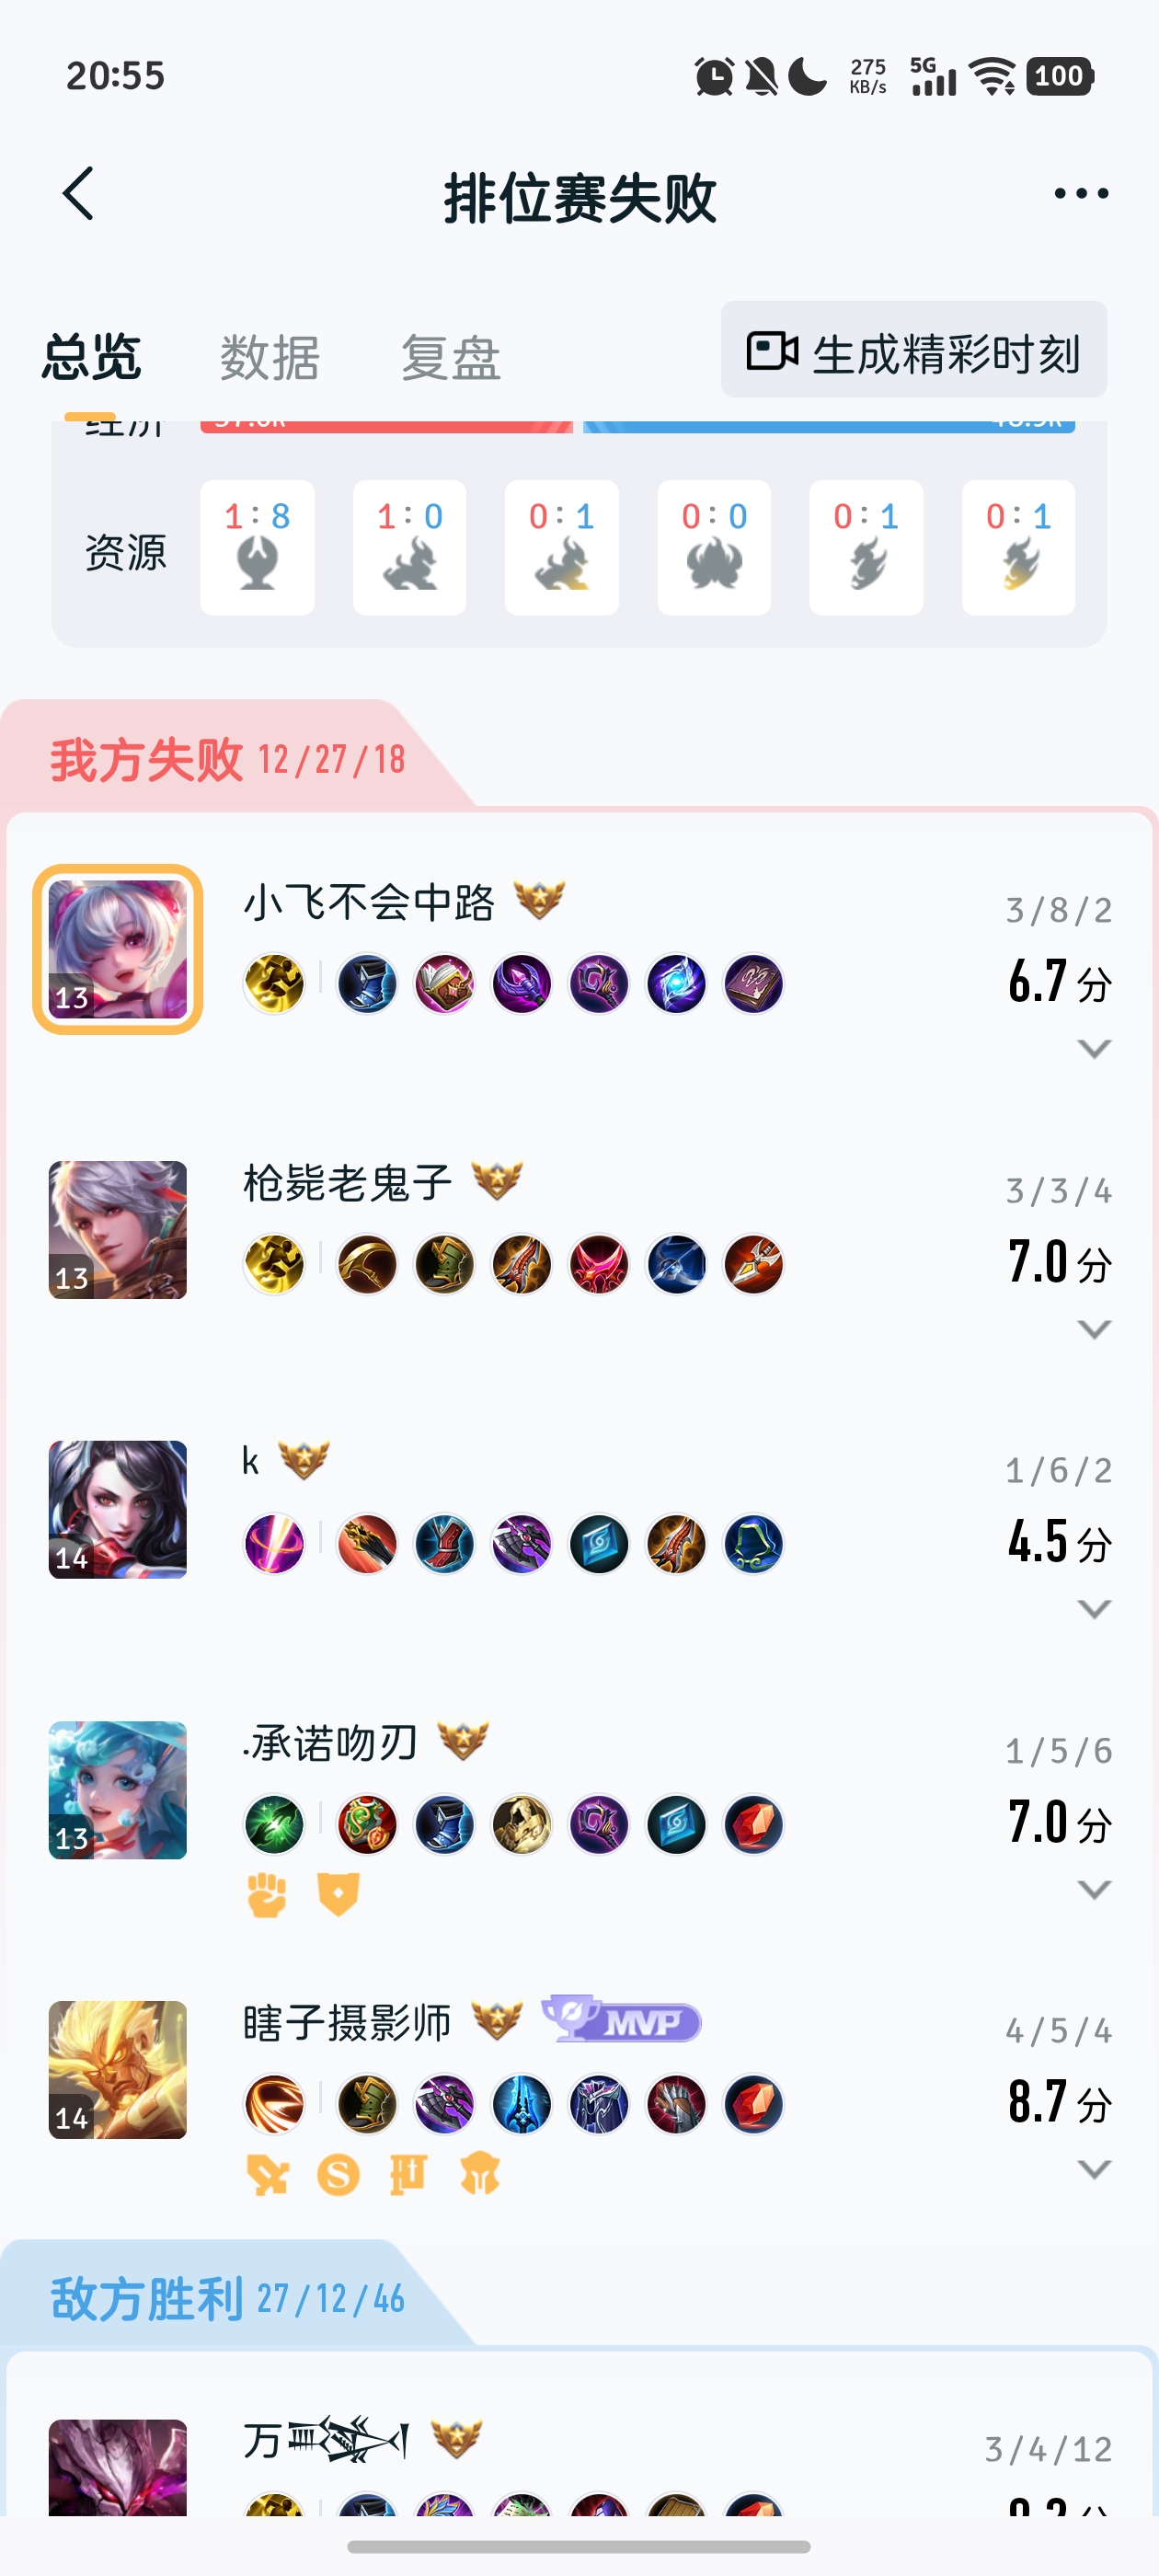 20:55
275 KB/s 5G 100
排位赛失败
总览 数据 复盘 生成精彩时刻
经济
资源 1:8 1:0 0:1 0:0 0:1 0:1
我方失败 12/27/18
小飞不会中路 3/8/2
13 6.7分
枪毙老鬼子 3/3/4
13 7.0分
k 1/6/2
14 4.5分
.承诺吻刃 1/5/6
13 7.0分
瞎子摄影师 MVP 4/5/4
14 8.7分
敌方胜利 27/12/46
万 3/4/12